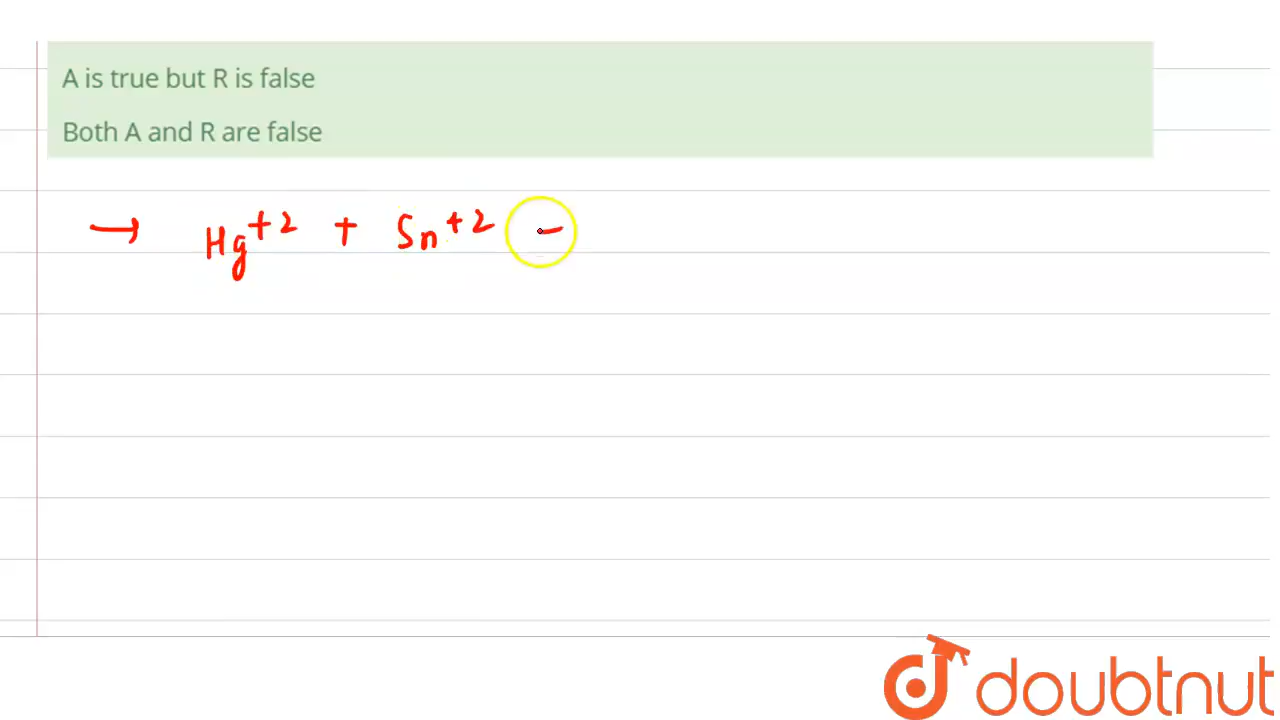 A is true but R is false
Both A and R are false
→ Hg+2 + Sn+2 –
doubtnut